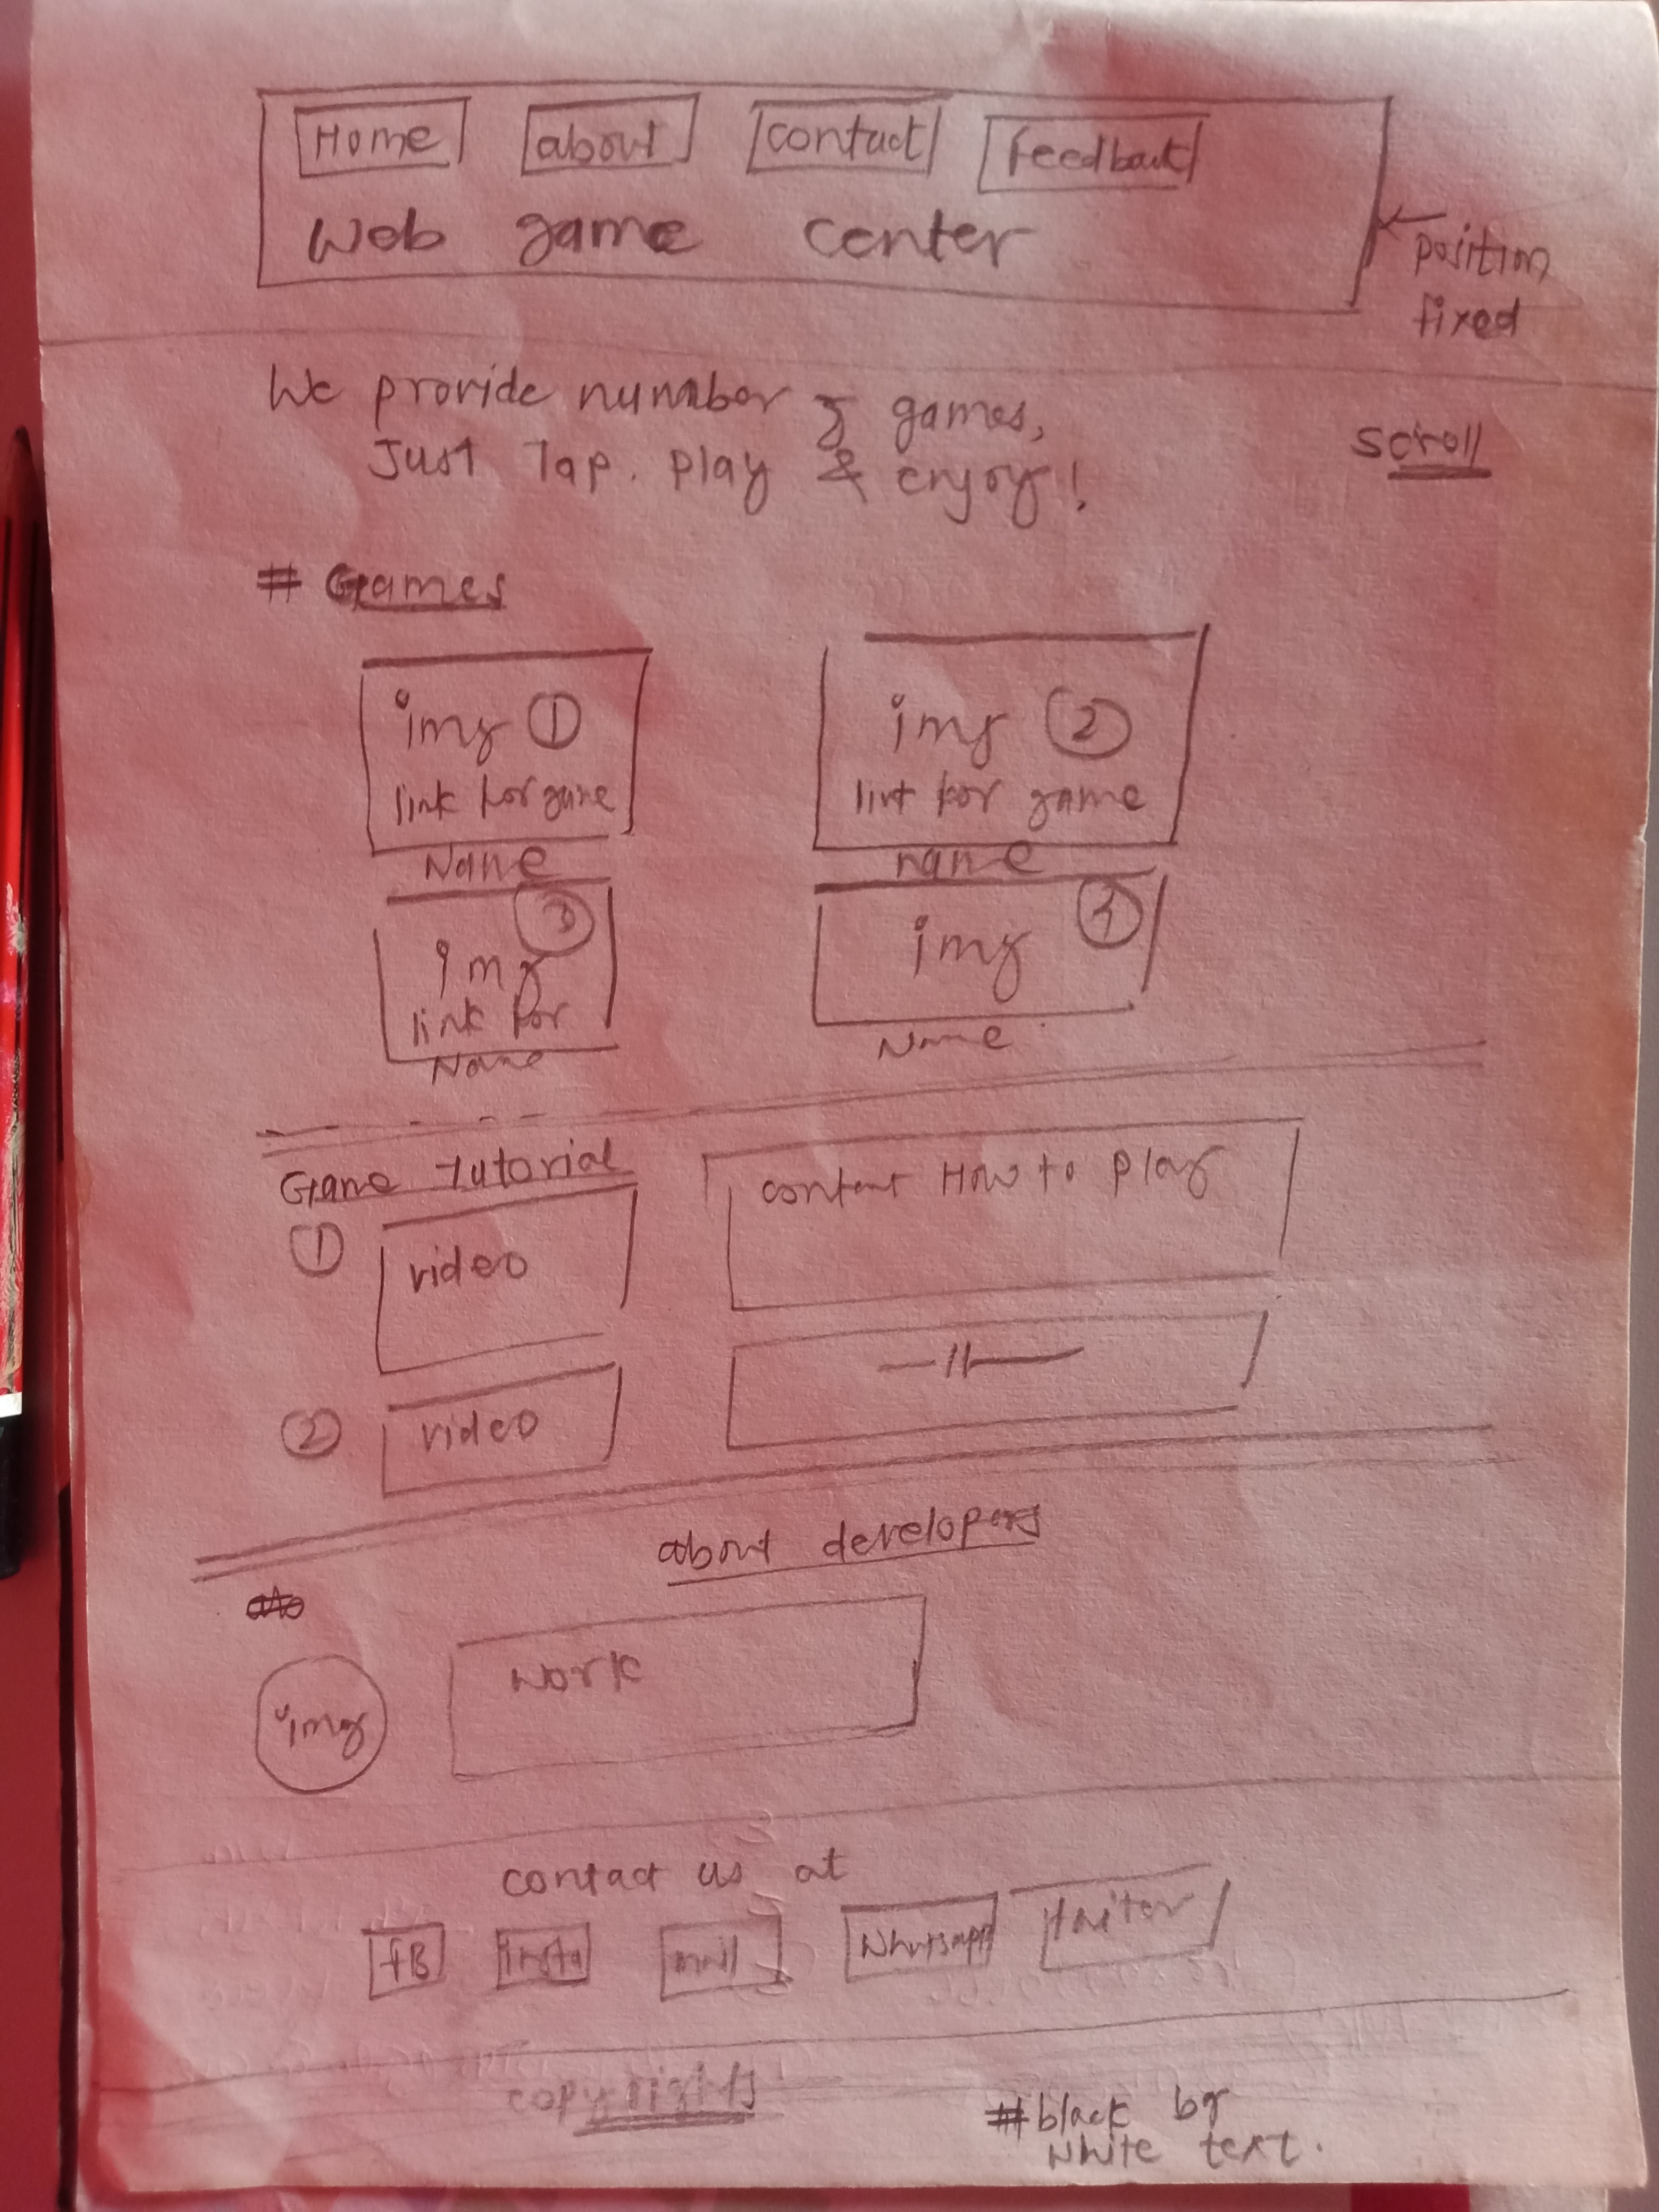 Home about contact Feedback
Web game center
position
fixed
We provide number of games,
Just Tap. Play & enjoy!
scroll
# Games
img ①
link for game
Name
img ②
link for game
name
③
img
link for
Name
④
img
Name
Game Tutorial
content How to Play
①
video
—11—
②
video
about developers
img
Work
contact us at
FB insta mail Whatsapp
copyrights
# black bg
White text.